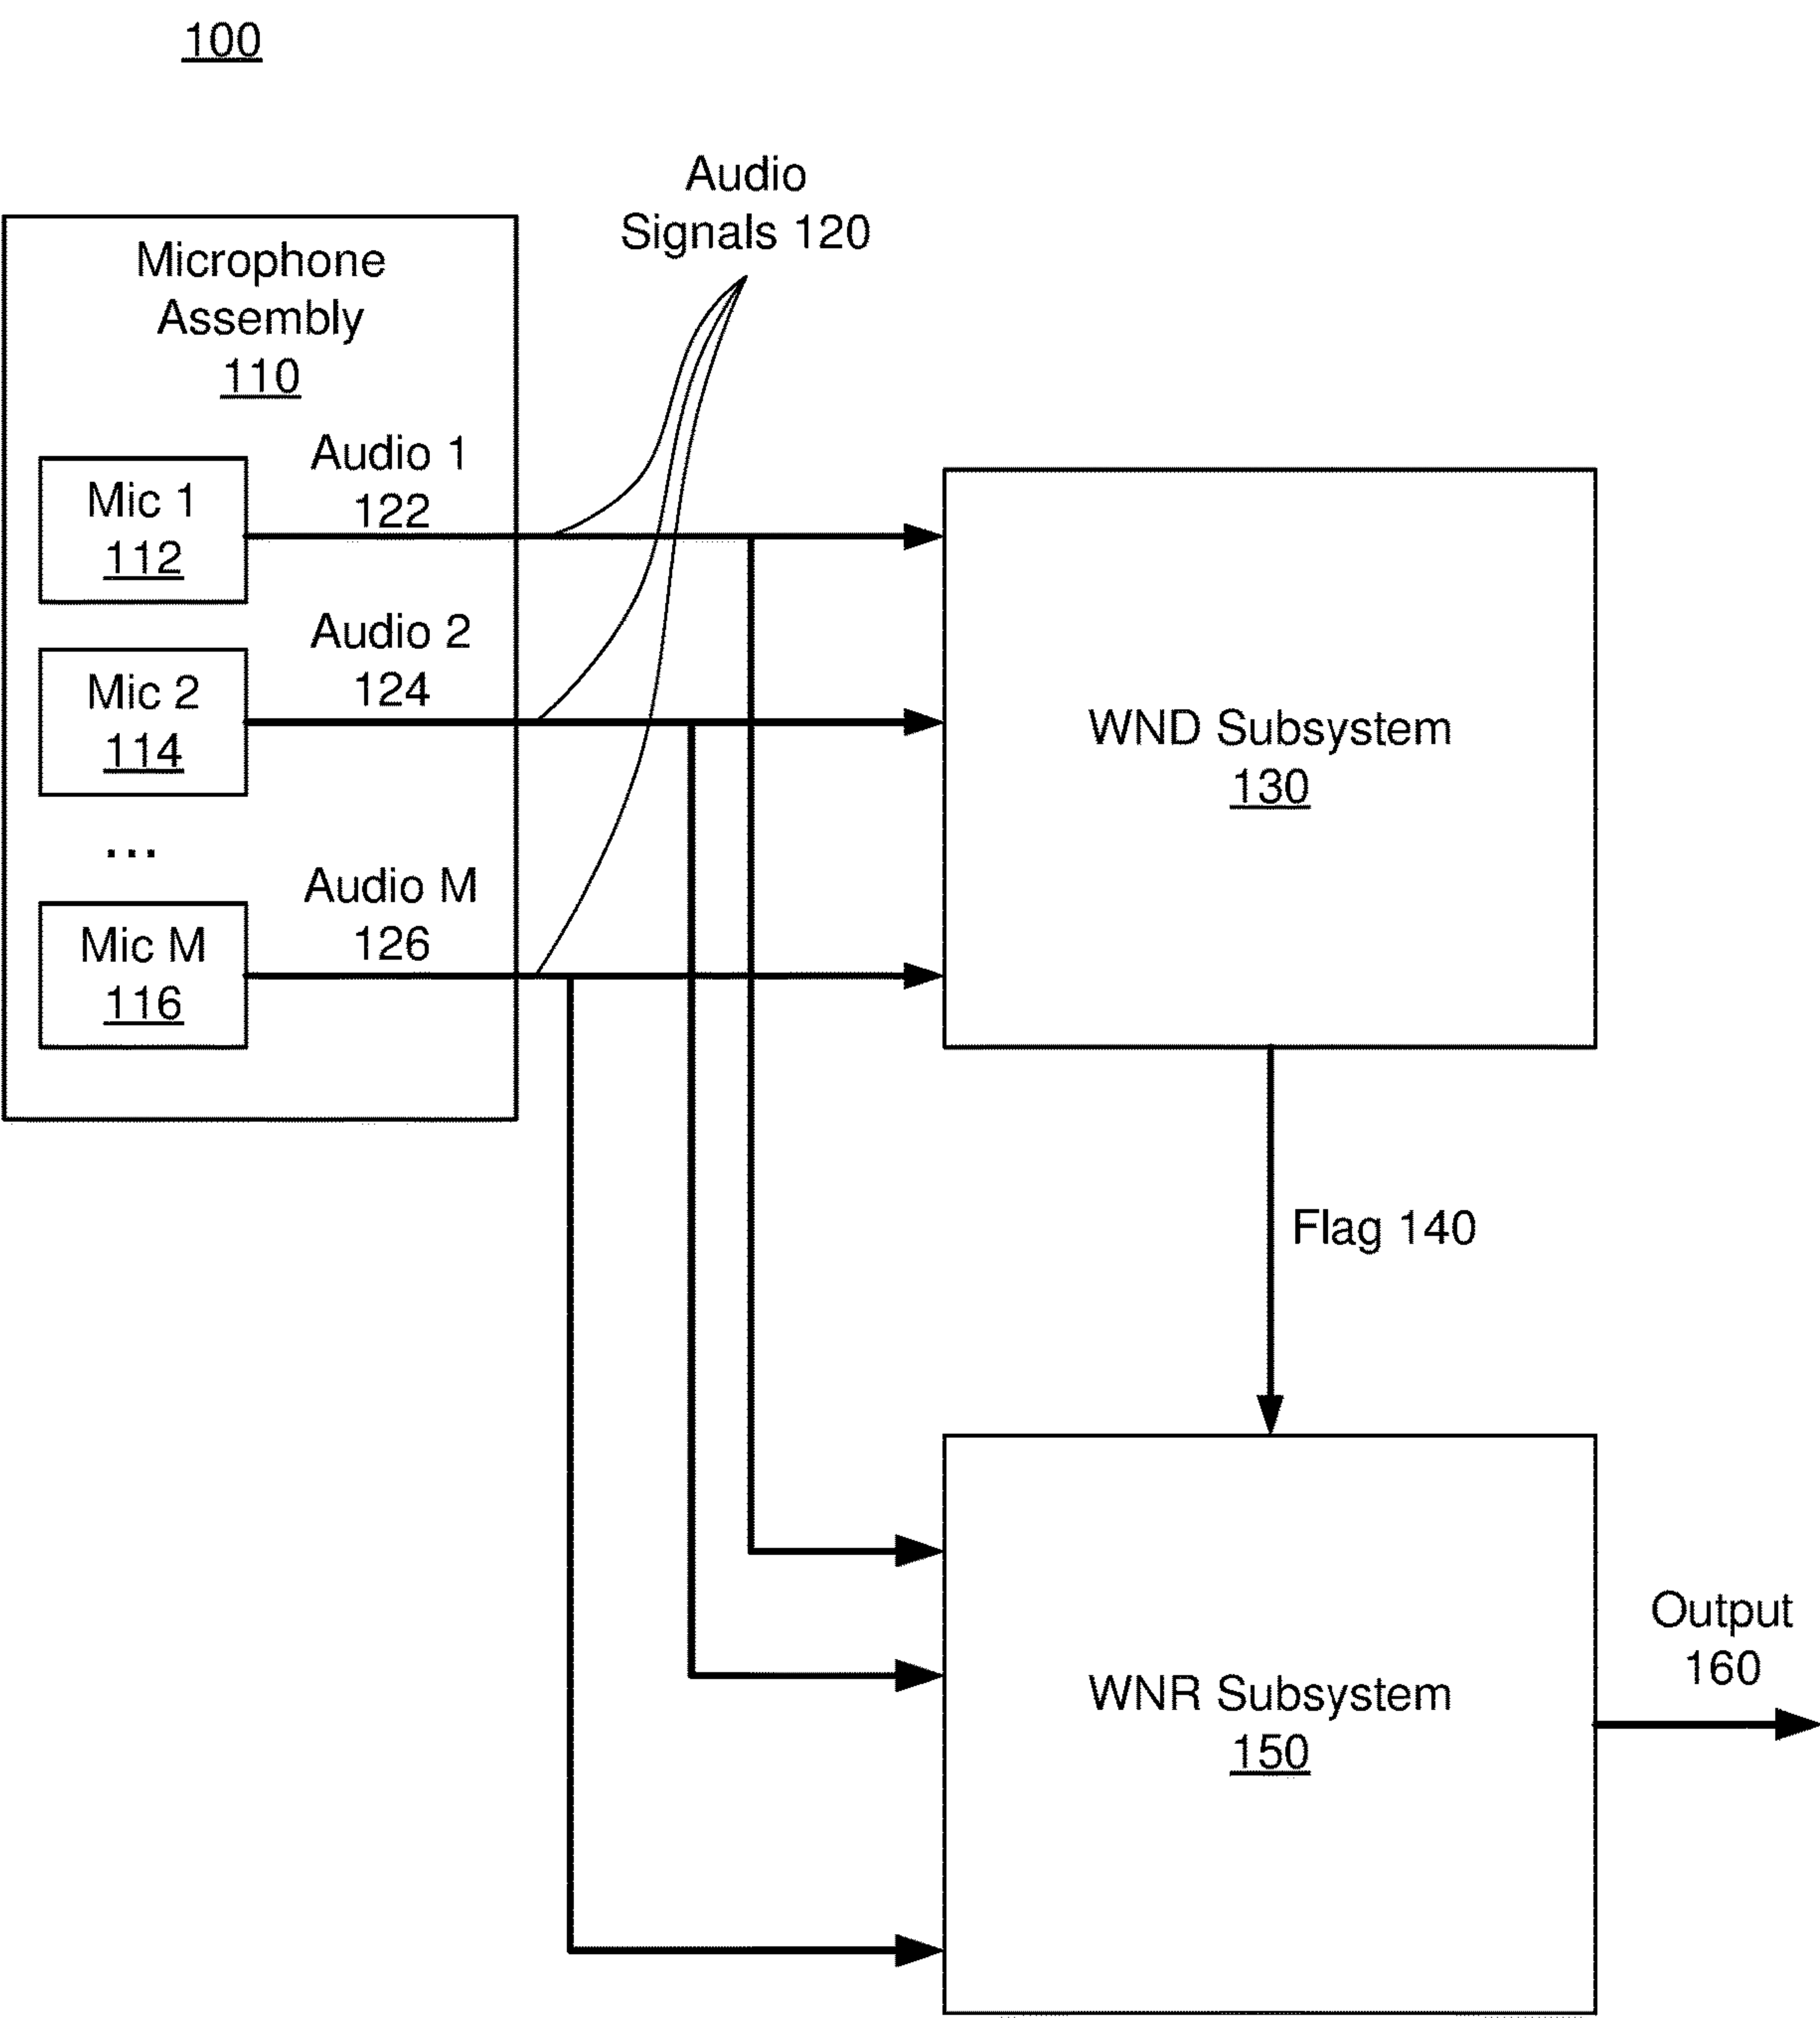 100
Audio
Signals 120
Microphone
Assembly
110
Mic 1
112
Audio 1
122
Mic 2
114
Audio 2
124
...
Mic M
116
Audio M
126
WND Subsystem
130
Flag 140
WNR Subsystem
150
Output
160